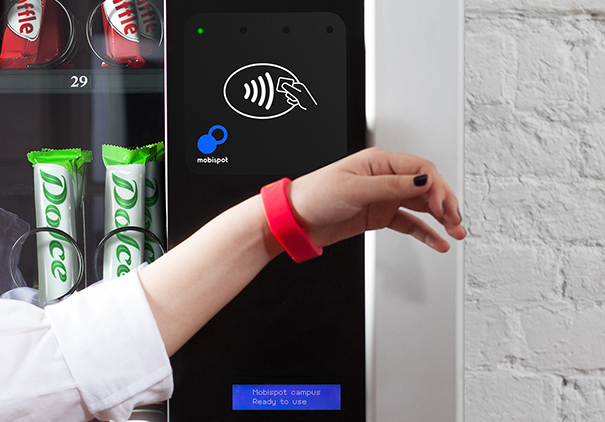 ffle
ffle
29
mobispot
Dolce
Dolce
Mobispot campus
Ready to use